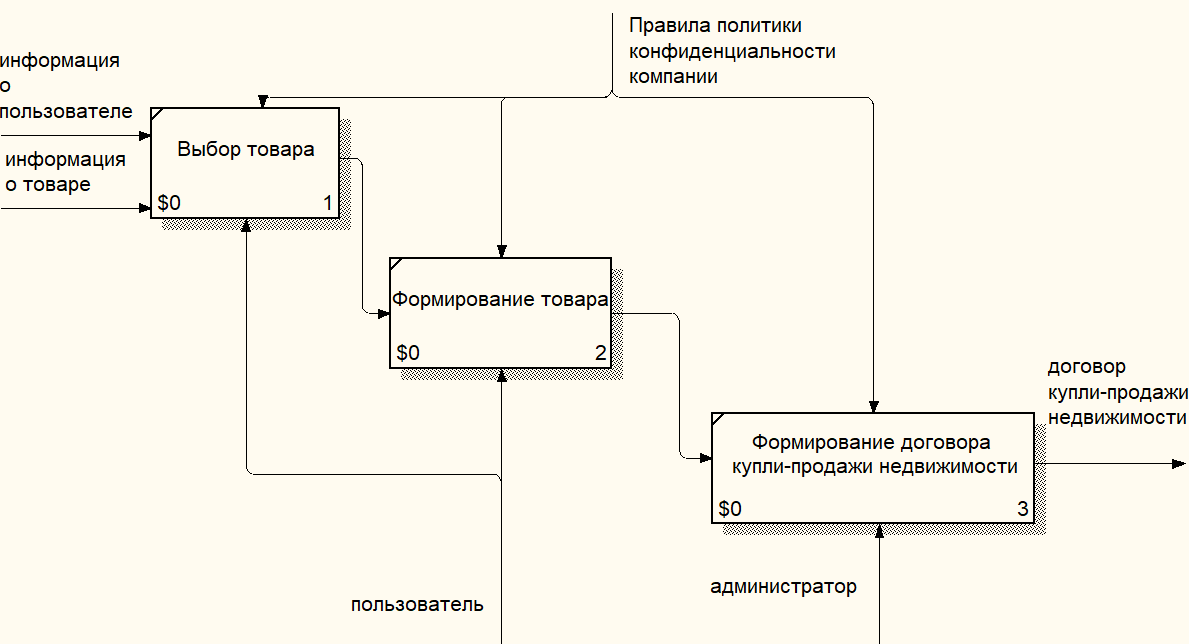 Правила политики
конфиденциальности
компании
информация
о
пользователе
информация
о товаре
Выбор товара
$0 1
Формирование товара
$0 2
договор
купли-продажи
недвижимости
Формирование договора
купли-продажи недвижимости
$0 3
администратор
пользователь